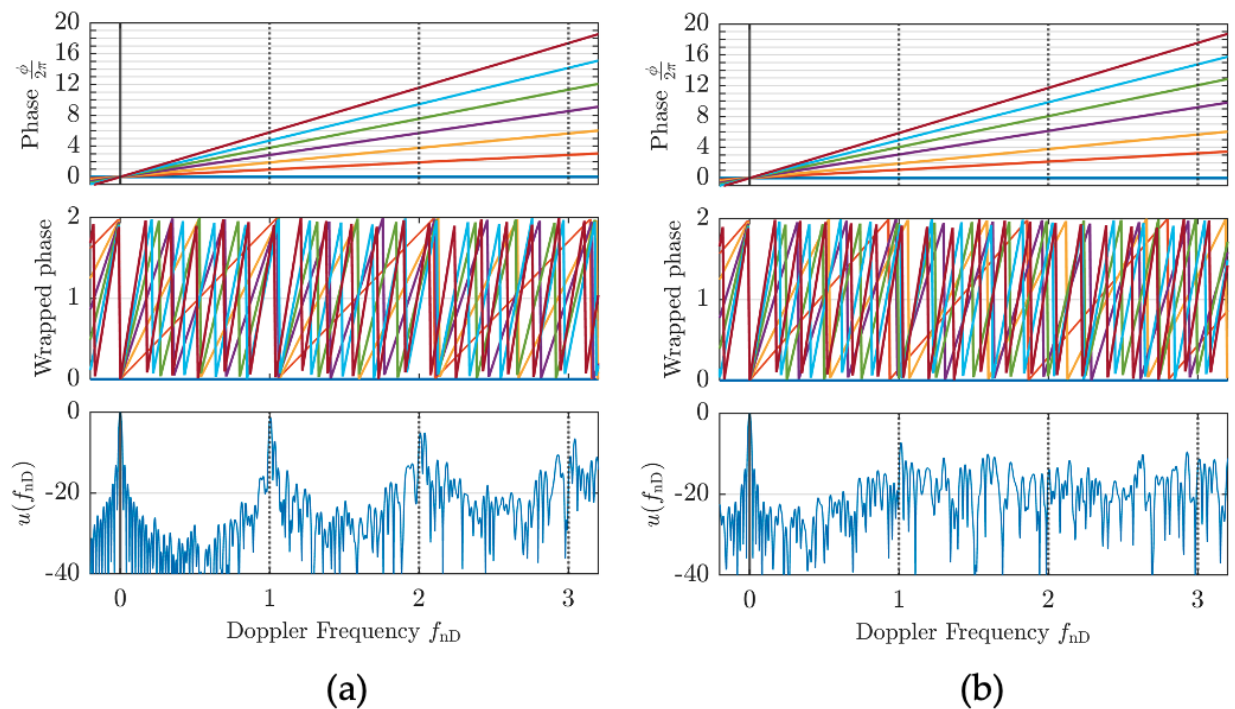 20
16
12
8
4
0
Phase ϕ̇/2π
2
1
0
Wrapped phase
0
-20
-40
u(f_nD)
0 1 2 3
Doppler Frequency f_nD
(a)
20
16
12
8
4
0
Phase ϕ̇/2π
2
1
0
Wrapped phase
0
-20
-40
u(f_nD)
0 1 2 3
Doppler Frequency f_nD
(b)